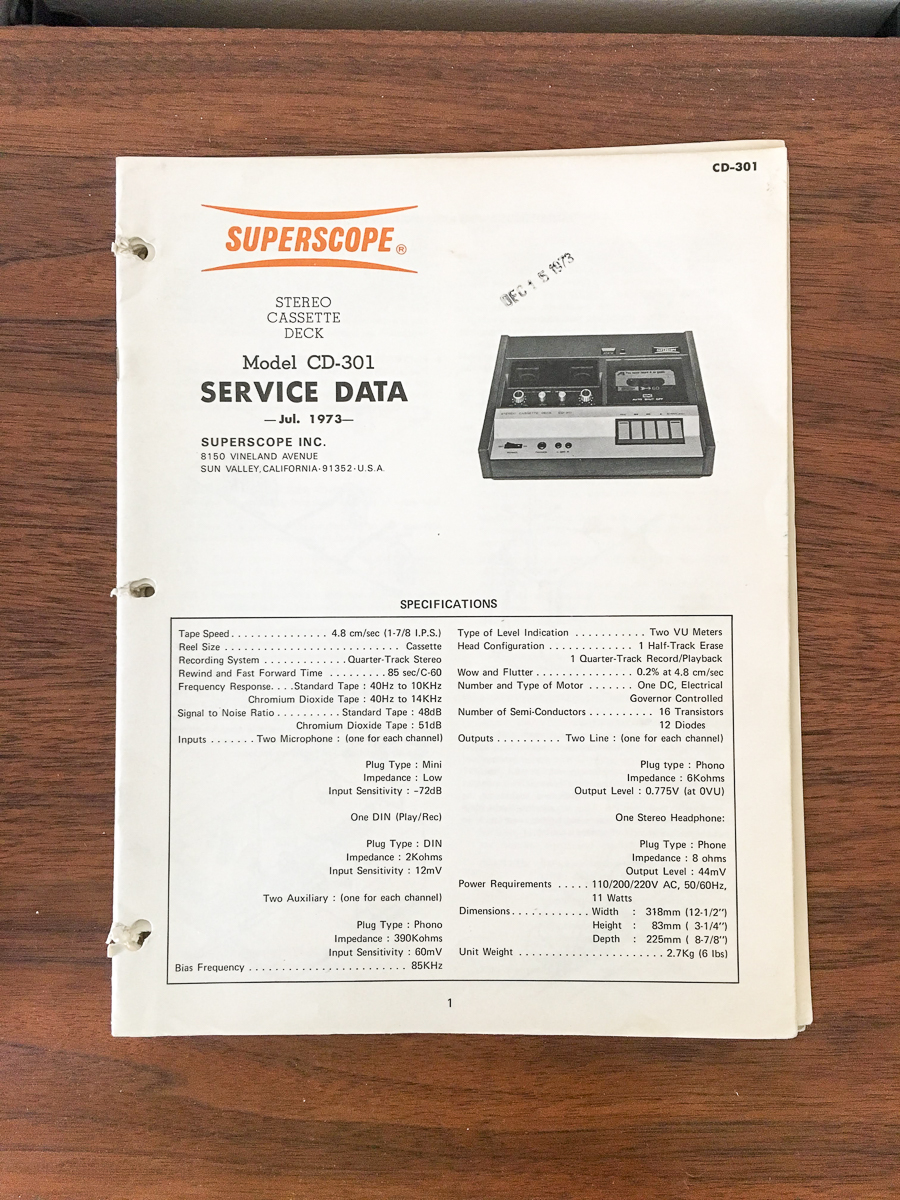 CD-301
SUPERSCOPE ®
DEC 1 5 1973
STEREO
CASSETTE
DECK
Model CD-301
SERVICE DATA
—Jul. 1973—
SUPERSCOPE INC.
8150 VINELAND AVENUE
SUN VALLEY, CALIFORNIA·91352·U.S.A.
STEREO CASSETTE DECK
AUTO SHUT OFF
SPECIFICATIONS
Tape Speed . . . . . . . . . . . . . . . 4.8 cm/sec (1-7/8 I.P.S.)
Reel Size . . . . . . . . . . . . . . . . . . . . . . . . . . . Cassette
Recording System . . . . . . . . . . . . . Quarter-Track Stereo
Rewind and Fast Forward Time . . . . . . . . . 85 sec/C-60
Frequency Response. . . . Standard Tape : 40Hz to 10KHz
Chromium Dioxide Tape : 40Hz to 14KHz
Signal to Noise Ratio . . . . . . . . . . Standard Tape : 48dB
Chromium Dioxide Tape : 51dB
Inputs . . . . . . . Two Microphone : (one for each channel)
Plug Type : Mini
Impedance : Low
Input Sensitivity : -72dB
One DIN (Play/Rec)
Plug Type : DIN
Impedance : 2Kohms
Input Sensitivity : 12mV
Two Auxiliary : (one for each channel)
Plug Type : Phono
Impedance : 390Kohms
Input Sensitivity : 60mV
Bias Frequency . . . . . . . . . . . . . . . . . . . . . . . . 85KHz
Type of Level Indication . . . . . . . . . . . Two VU Meters
Head Configuration . . . . . . . . . . . . . 1 Half-Track Erase
1 Quarter-Track Record/Playback
Wow and Flutter . . . . . . . . . . . . . . . 0.2% at 4.8 cm/sec
Number and Type of Motor . . . . . . . One DC, Electrical
Governor Controlled
Number of Semi-Conductors . . . . . . . . . . 16 Transistors
12 Diodes
Outputs . . . . . . . . . . Two Line : (one for each channel)
Plug type : Phono
Impedance : 6Kohms
Output Level : 0.775V (at 0VU)
One Stereo Headphone:
Plug Type : Phone
Impedance : 8 ohms
Output Level : 44mV
Power Requirements . . . . . 110/200/220V AC, 50/60Hz,
11 Watts
Dimensions . . . . . . . . . . . . Width : 318mm (12-1/2")
Height : 83mm ( 3-1/4")
Depth : 225mm ( 8-7/8")
Unit Weight . . . . . . . . . . . . . . . . . . . . . . 2.7Kg (6 lbs)
1